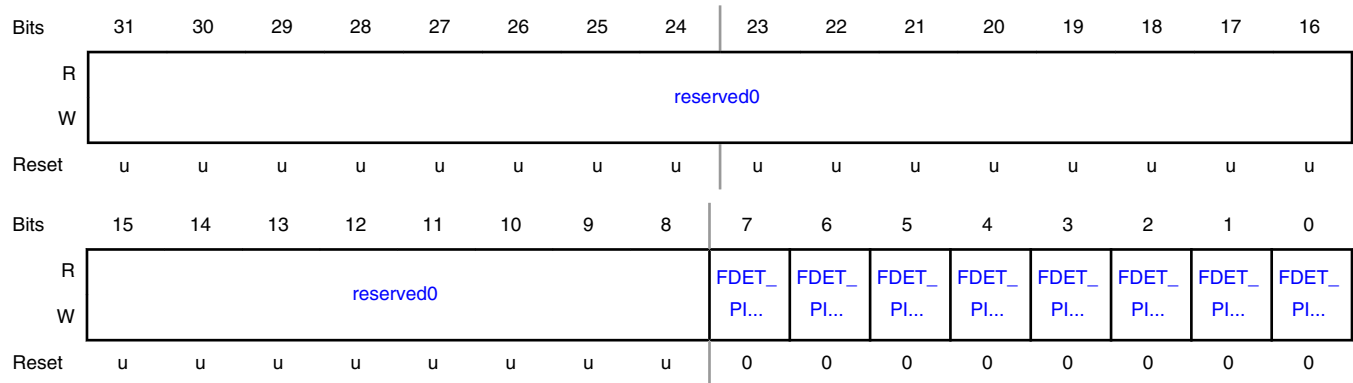 Bits 31 30 29 28 27 26 25 24 23 22 21 20 19 18 17 16
R
reserved0
W
Reset u u u u u u u u u u u u u u u u
Bits 15 14 13 12 11 10 9 8 7 6 5 4 3 2 1 0
R
reserved0
FDET_ FDET_ FDET_ FDET_ FDET_ FDET_ FDET_ FDET_
W
PI... PI... PI... PI... PI... PI... PI... PI...
Reset u u u u u u u u 0 0 0 0 0 0 0 0